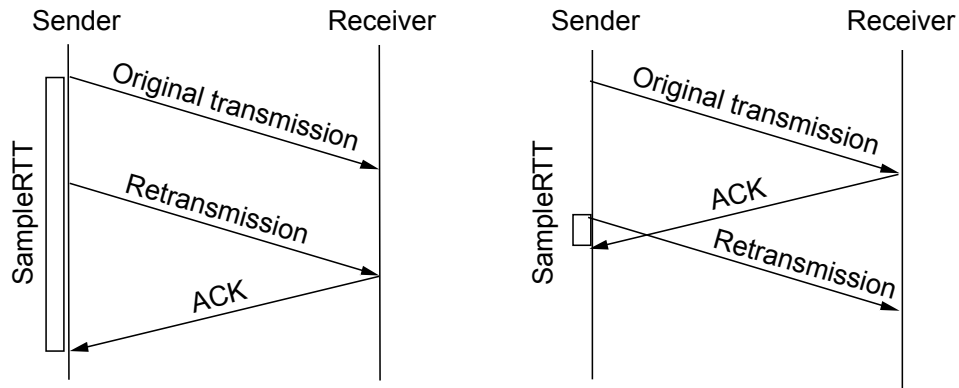 Sender
Receiver
SampleRTT
Original transmission
Retransmission
ACK
Sender
Receiver
SampleRTT
Original transmission
ACK
Retransmission